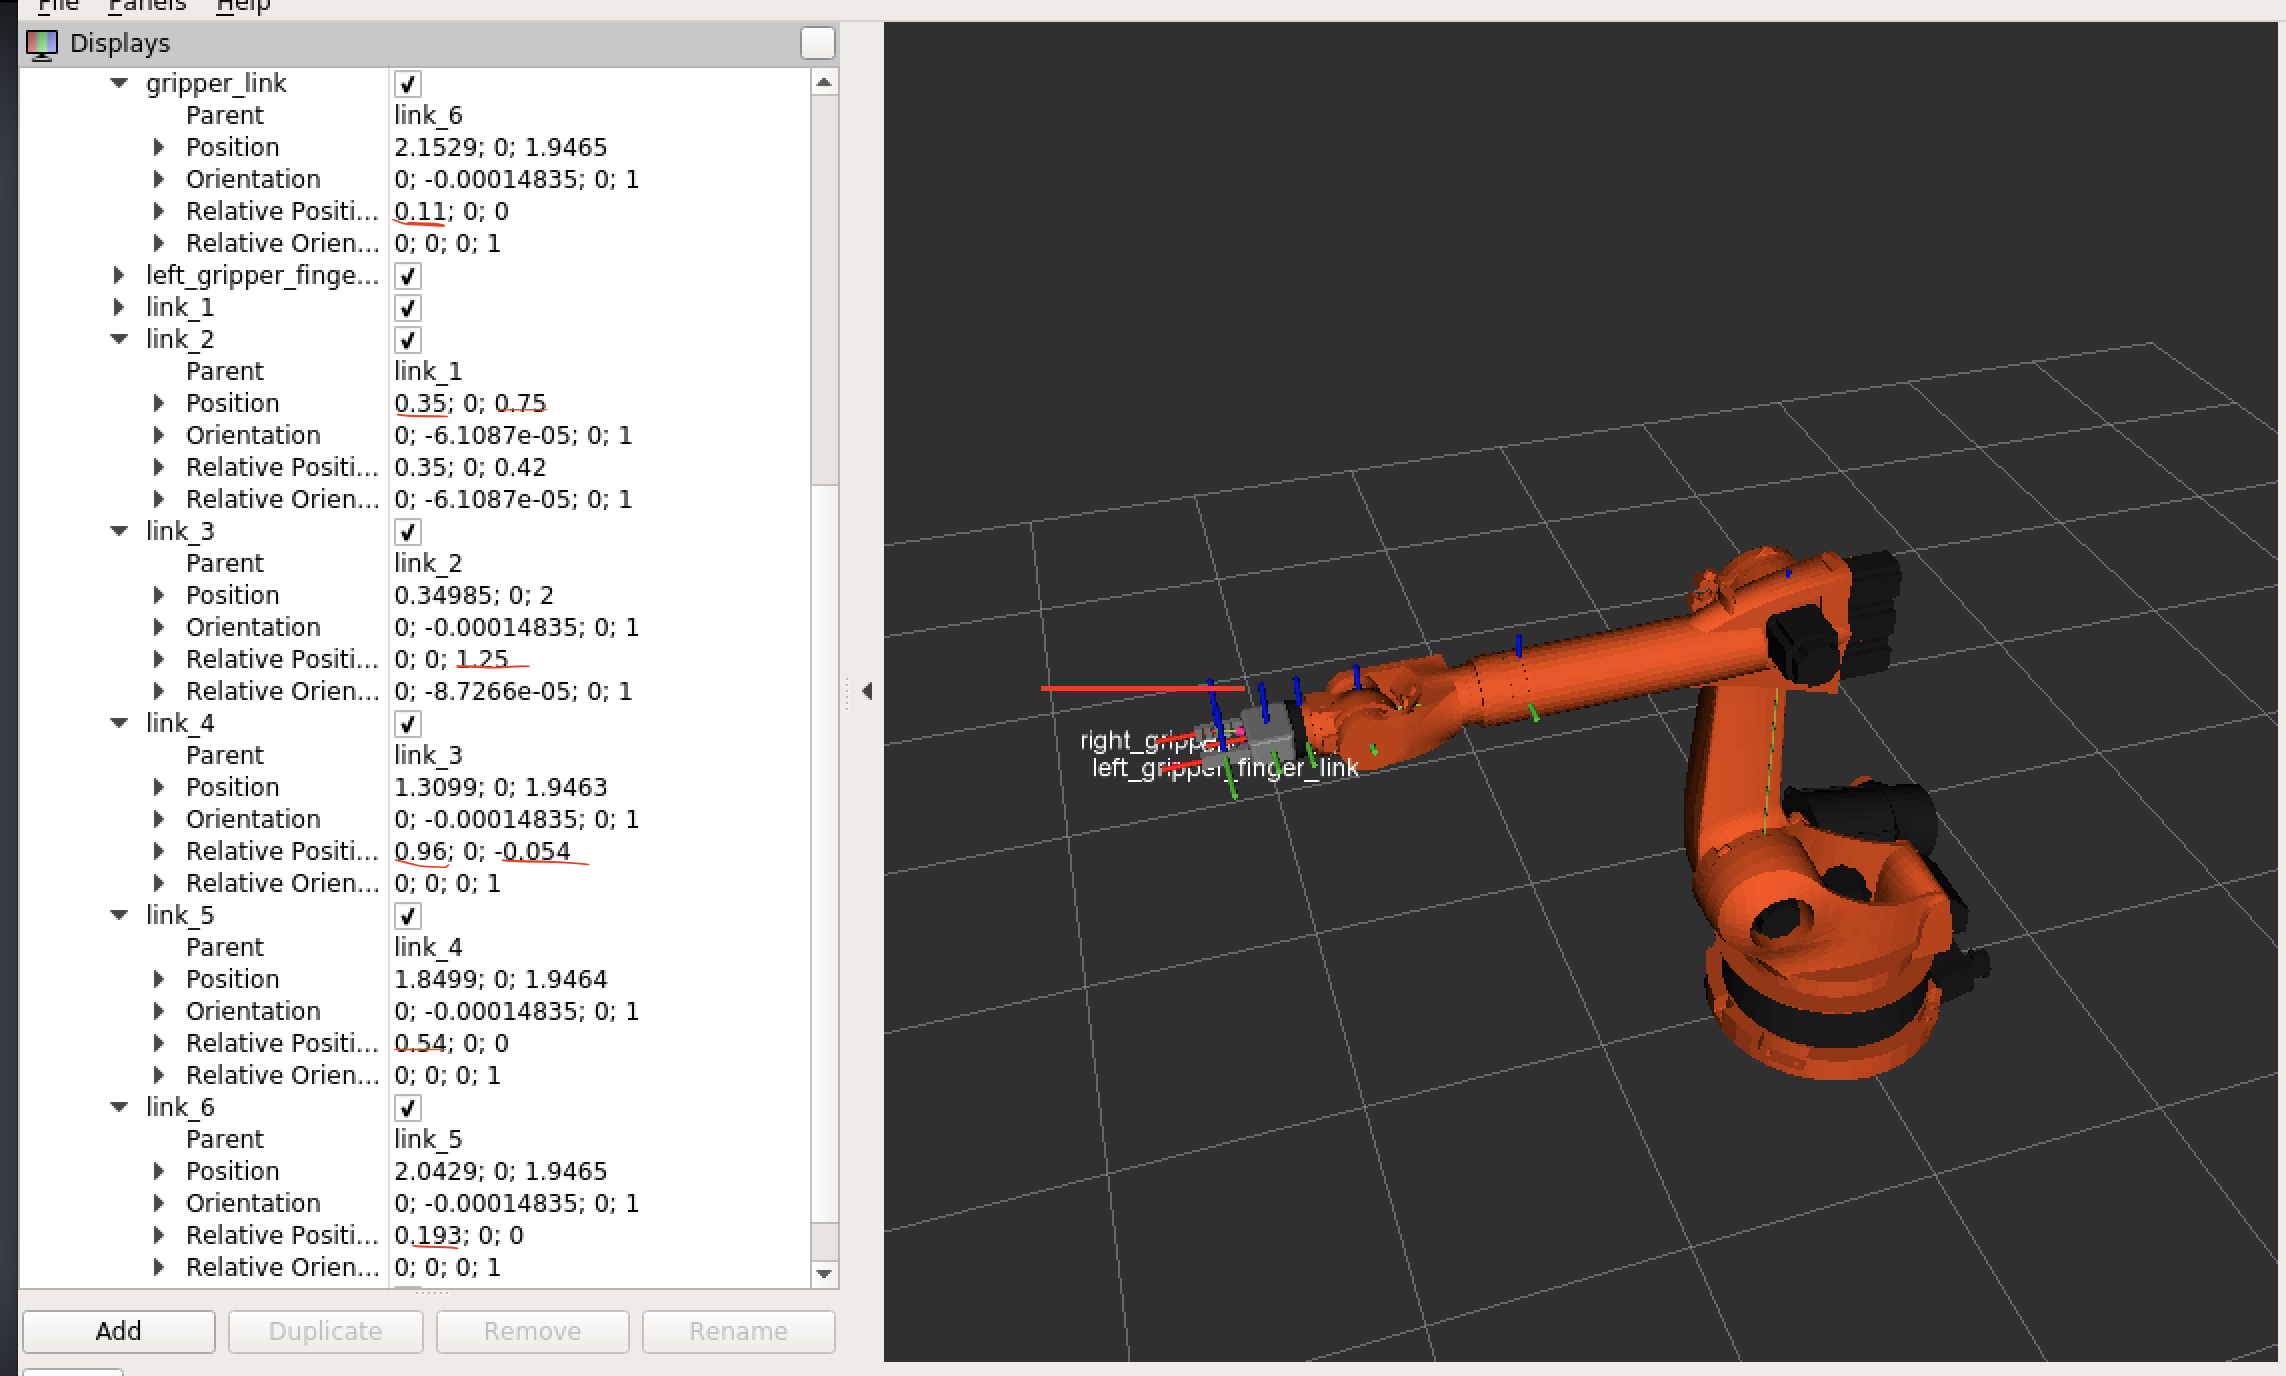 File Panels Help
Displays
gripper_link
Parent link_6
Position 2.1529; 0; 1.9465
Orientation 0; -0.00014835; 0; 1
Relative Positi... 0.11; 0; 0
Relative Orien... 0; 0; 0; 1
left_gripper_finge...
link_1
link_2
Parent link_1
Position 0.35; 0; 0.75
Orientation 0; -6.1087e-05; 0; 1
Relative Positi... 0.35; 0; 0.42
Relative Orien... 0; -6.1087e-05; 0; 1
link_3
Parent link_2
Position 0.34985; 0; 2
Orientation 0; -0.00014835; 0; 1
Relative Positi... 0; 0; 1.25
Relative Orien... 0; -8.7266e-05; 0; 1
link_4
Parent link_3
Position 1.3099; 0; 1.9463
Orientation 0; -0.00014835; 0; 1
Relative Positi... 0.96; 0; -0.054
Relative Orien... 0; 0; 0; 1
link_5
Parent link_4
Position 1.8499; 0; 1.9464
Orientation 0; -0.00014835; 0; 1
Relative Positi... 0.54; 0; 0
Relative Orien... 0; 0; 0; 1
link_6
Parent link_5
Position 2.0429; 0; 1.9465
Orientation 0; -0.00014835; 0; 1
Relative Positi... 0.193; 0; 0
Relative Orien... 0; 0; 0; 1
Add Duplicate Remove Rename
left_gripper_finger_link